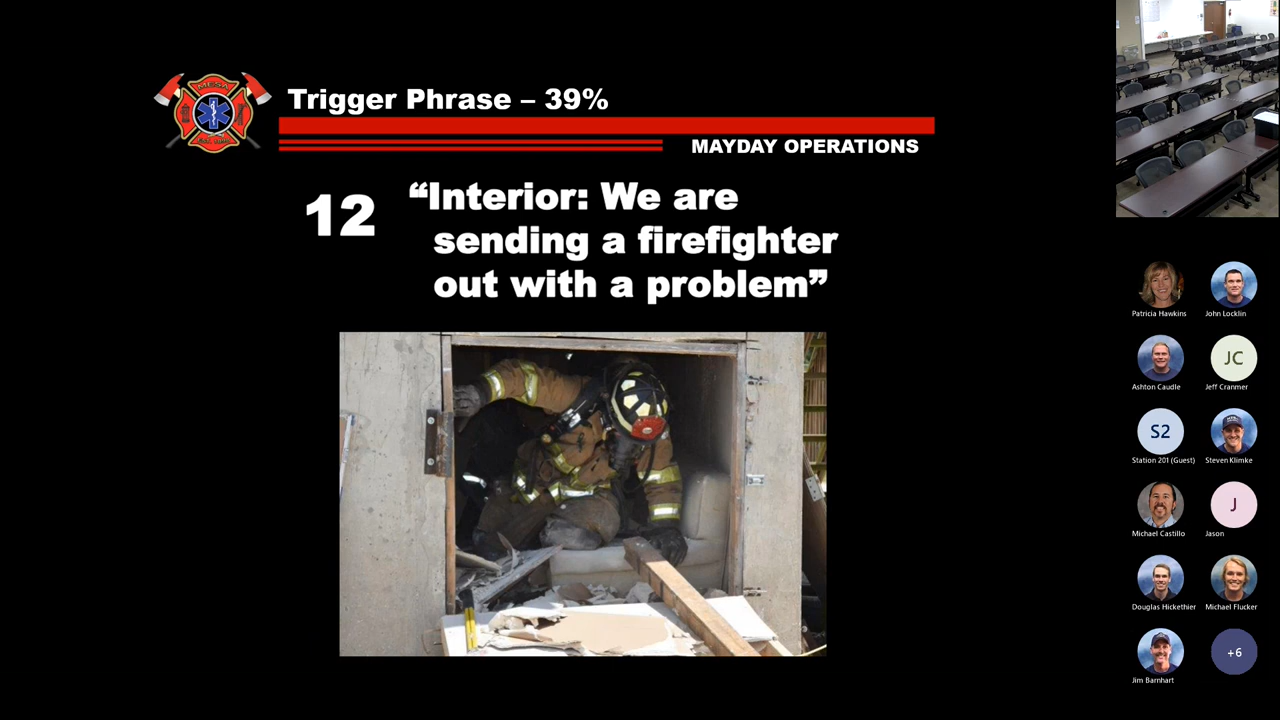 Trigger Phrase – 39%
MAYDAY OPERATIONS
12
“Interior: We are
sending a firefighter
out with a problem”
MESA
Patricia Hawkins
John Locklin
Ashton Caudle
JC
Jeff Cranmer
S2
Station 201 (Guest)
Steven Klimke
Michael Castillo
J
Jason
Douglas Hickethier
Michael Flucker
Jim Barnhart
+6